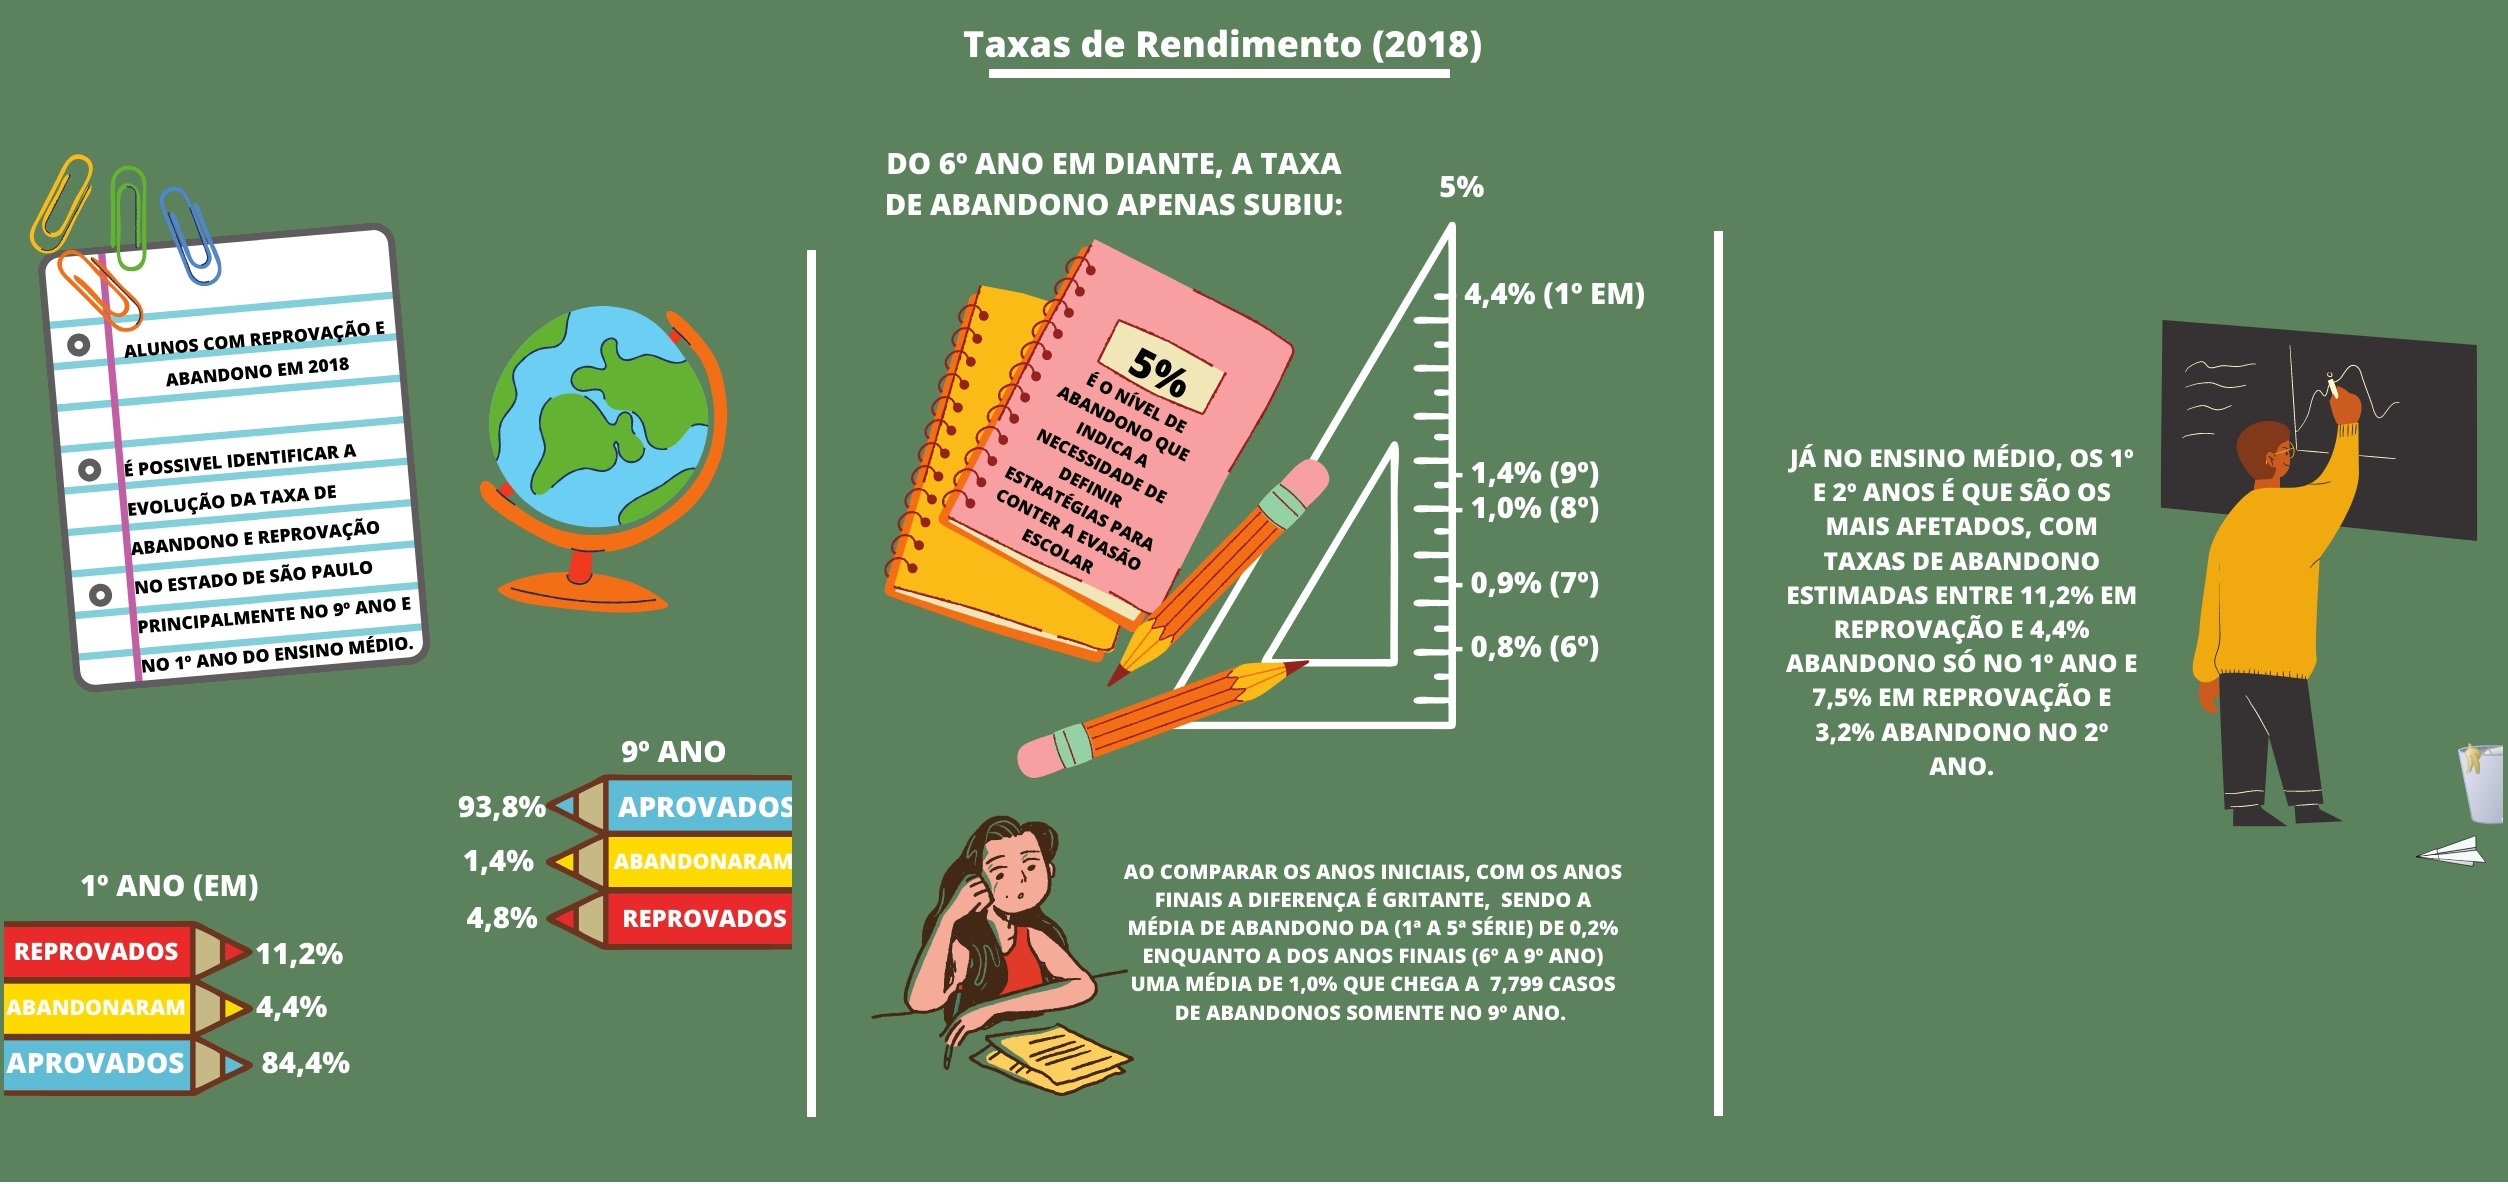 Taxas de Rendimento (2018)
ALUNOS COM REPROVAÇÃO E
ABANDONO EM 2018
É POSSIVEL IDENTIFICAR A
EVOLUÇÃO DA TAXA DE
ABANDONO E REPROVAÇÃO
NO ESTADO DE SÃO PAULO
PRINCIPALMENTE NO 9º ANO E
NO 1º ANO DO ENSINO MÉDIO.
9º ANO
93,8% APROVADOS
1,4% ABANDONARAM
4,8% REPROVADOS
1º ANO (EM)
REPROVADOS 11,2%
ABANDONARAM 4,4%
APROVADOS 84,4%
DO 6º ANO EM DIANTE, A TAXA
DE ABANDONO APENAS SUBIU:
5%
É O NÍVEL DE
ABANDONO QUE
INDICA A
NECESSIDADE DE
DEFINIR
ESTRATÉGIAS PARA
CONTER A EVASÃO
ESCOLAR
5%
4,4% (1º EM)
1,4% (9º)
1,0% (8º)
0,9% (7º)
0,8% (6º)
AO COMPARAR OS ANOS INICIAIS, COM OS ANOS
FINAIS A DIFERENÇA É GRITANTE, SENDO A
MÉDIA DE ABANDONO DA (1ª A 5ª SÉRIE) DE 0,2%
ENQUANTO A DOS ANOS FINAIS (6º A 9º ANO)
UMA MÉDIA DE 1,0% QUE CHEGA A 7,799 CASOS
DE ABANDONOS SOMENTE NO 9º ANO.
JÁ NO ENSINO MÉDIO, OS 1º
E 2º ANOS É QUE SÃO OS
MAIS AFETADOS, COM
TAXAS DE ABANDONO
ESTIMADAS ENTRE 11,2% EM
REPROVAÇÃO E 4,4%
ABANDONO SÓ NO 1º ANO E
7,5% EM REPROVAÇÃO E
3,2% ABANDONO NO 2º
ANO.